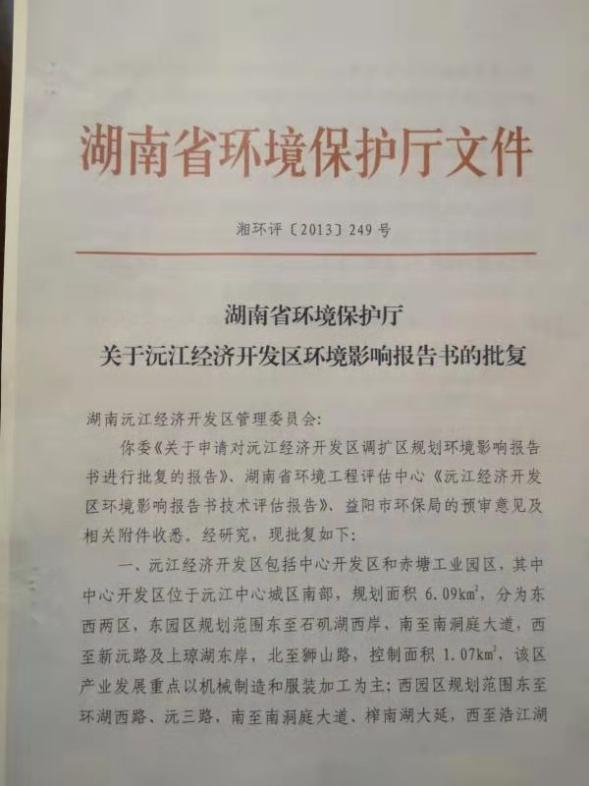 湖南省环境保护厅文件
湘环评〔2013〕249 号
湖南省环境保护厅
关于沅江经济开发区环境影响报告书的批复
湖南沅江经济开发区管理委员会：
你委《关于申请对沅江经济开发区调扩区规划环境影响报告
书进行批复的报告》、湖南省环境工程评估中心《沅江经济开发
区环境影响报告书技术评估报告》、益阳市环保局的预审意见及
相关附件收悉。经研究，现批复如下：
一、沅江经济开发区包括中心开发区和赤塘工业园区，其中
中心开发区位于沅江中心城区南部，规划面积 6.09km²，分为东
西两区，东园区规划范围东至石矶湖西岸，南至南洞庭大道，西
至新沅路及上琼湖东岸，北至狮山路，控制面积 1.07km²，该区
产业发展重点以机械制造和服装加工为主；西园区规划范围东至
环湖西路、沅三路，南至南洞庭大道、榨南湖大延，西至浩江湖